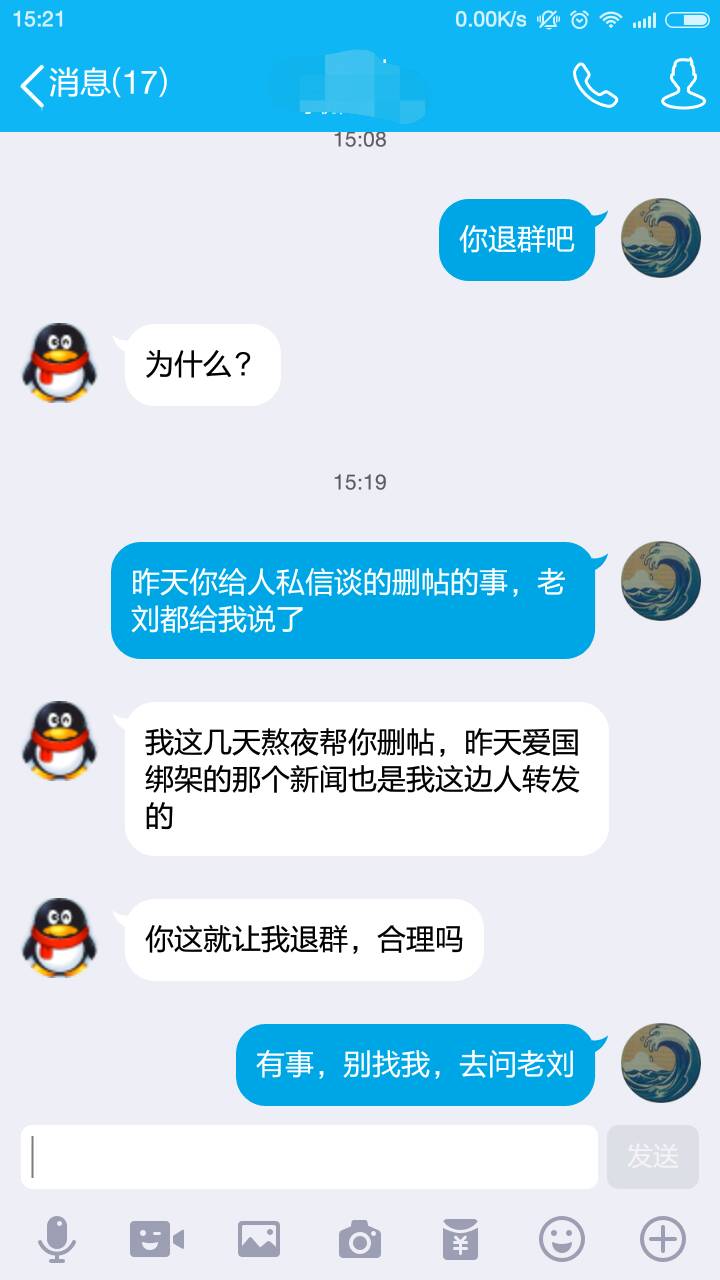 15:21
0.00K/s
消息(17)
15:08
你退群吧
为什么？
15:19
昨天你给人私信谈的删帖的事，老
刘都给我说了
我这几天熬夜帮你删帖，昨天爱国
绑架的那个新闻也是我这边人转发
的
你这就让我退群，合理吗
有事，别找我，去问老刘
发送